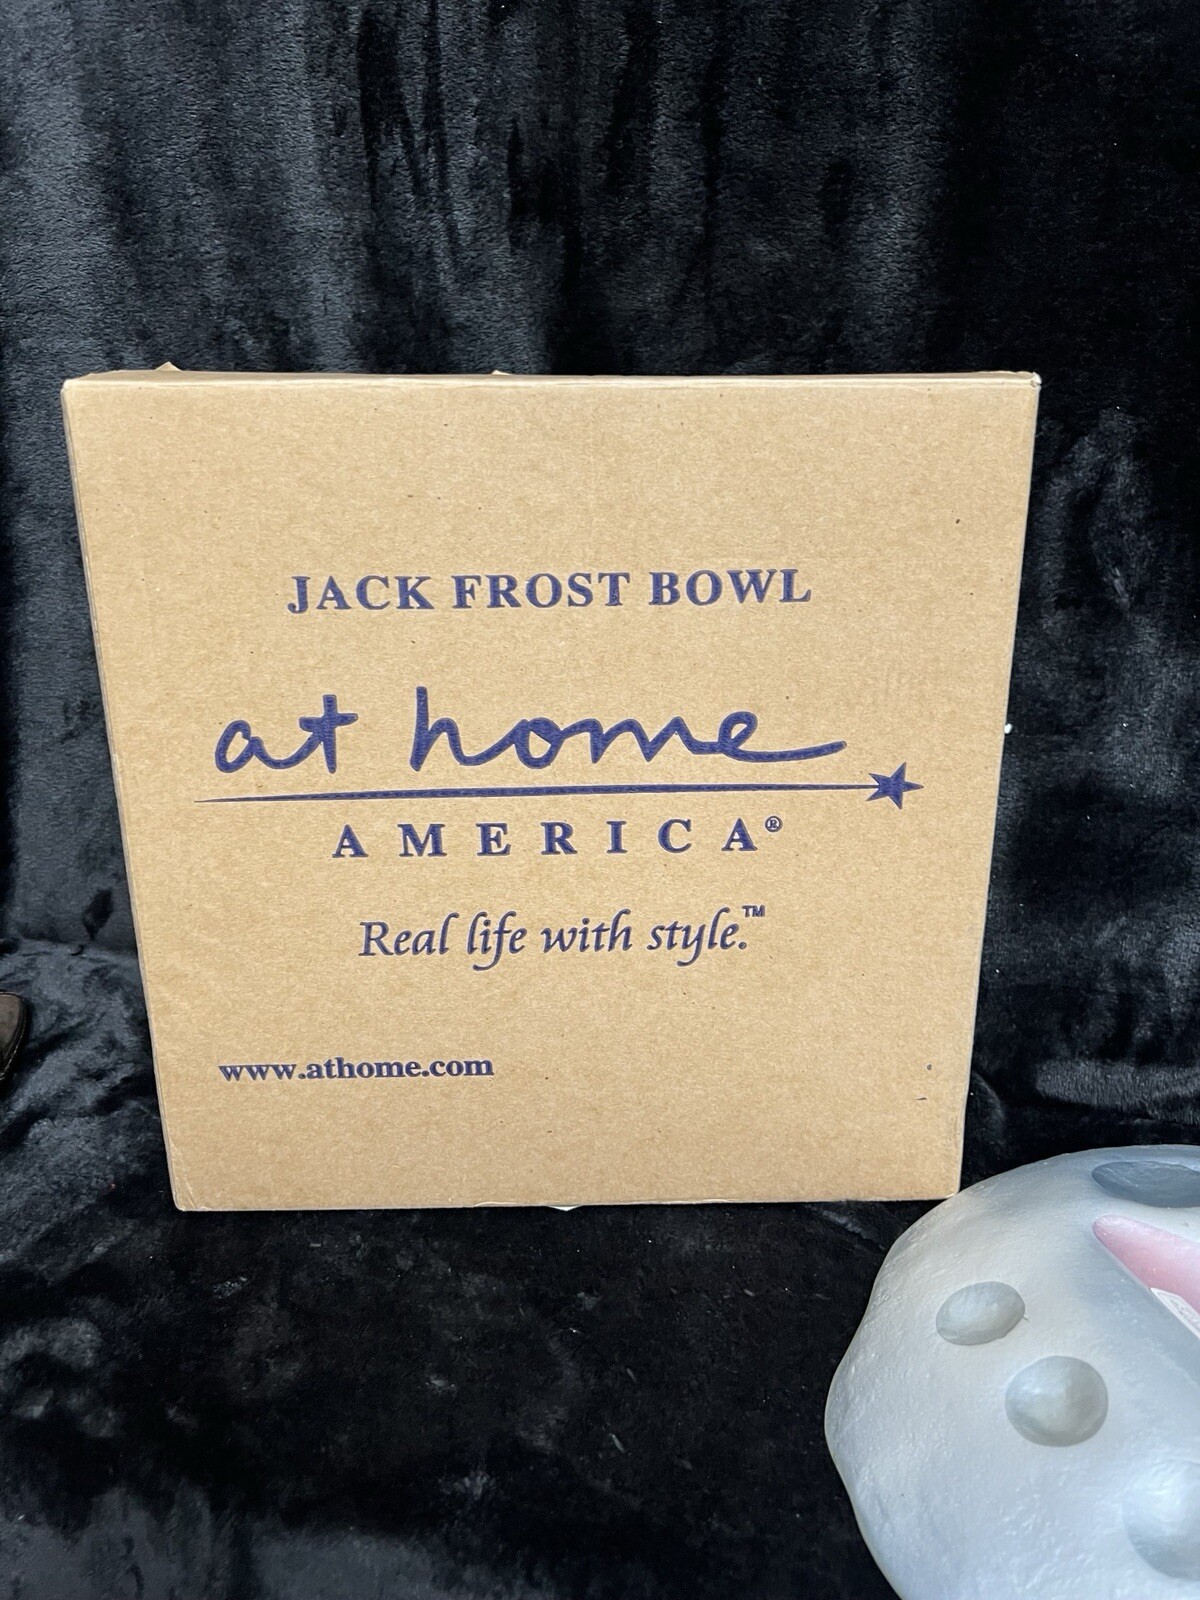 JACK FROST BOWL
at home
AMERICA®
Real life with style.™
www.athome.com